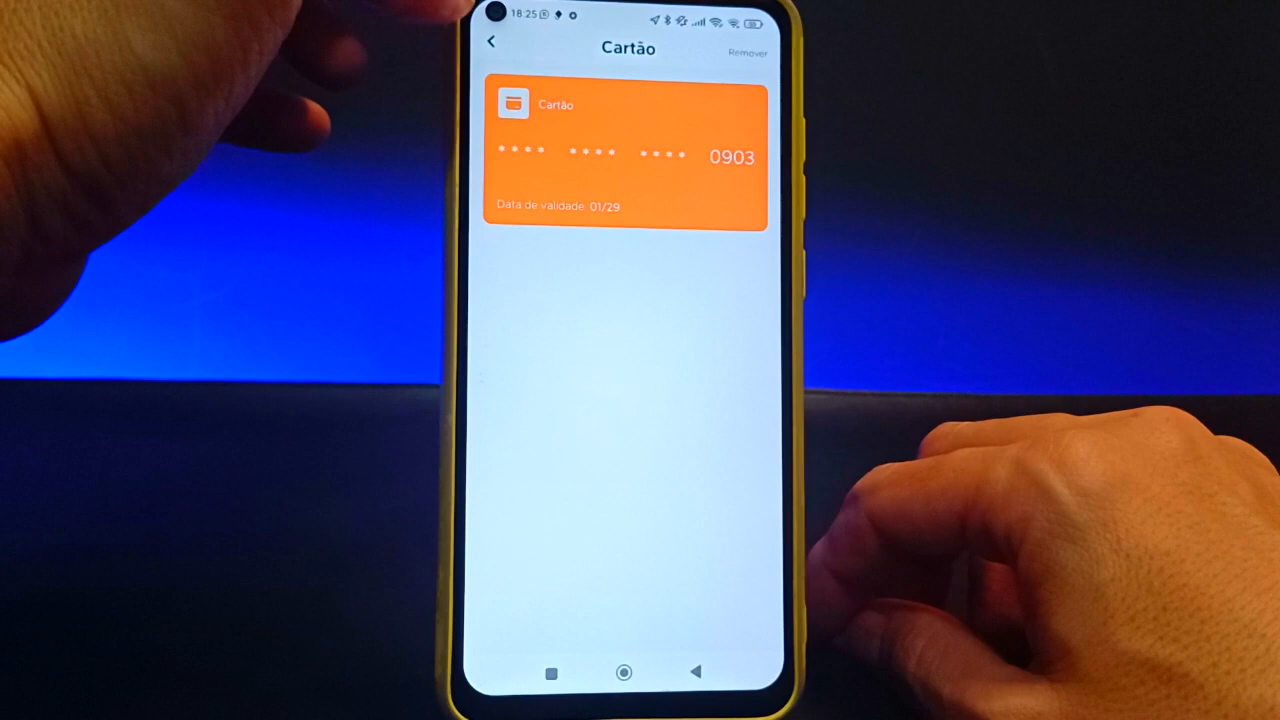 18:25
Cartão
Remover
Cartão
**** **** **** 0903
Data de validade: 01/29